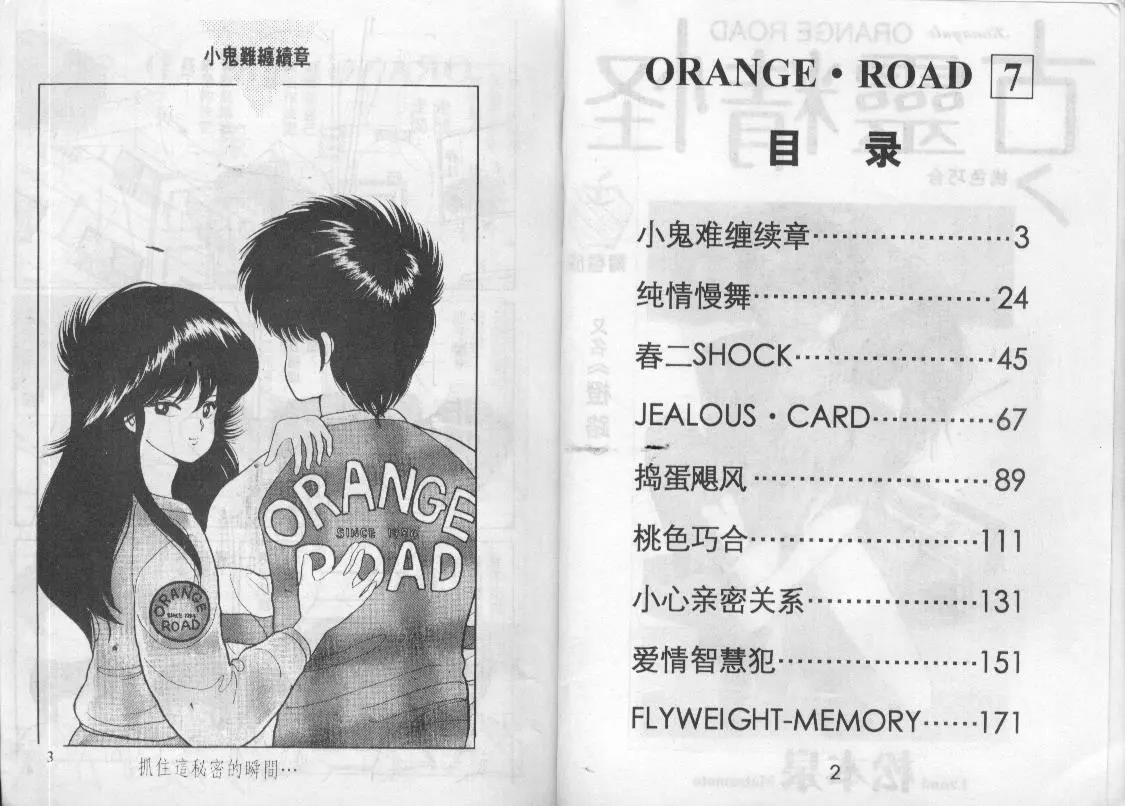 ORANGE・ROAD 7
目 录
小鬼难缠续章……………………3
纯情慢舞……………………24
春二SHOCK……………………45
JEALOUS・CARD……………67
捣蛋飓风……………………89
桃色巧合……………………111
小心亲密关系…………………131
爱情智慧犯……………………151
FLYWEIGHT-MEMORY……171
2
小鬼難纏續章
ORANGE
SINCE
ROAD
ORANGE
ROAD
3
抓住這秘密的瞬間…